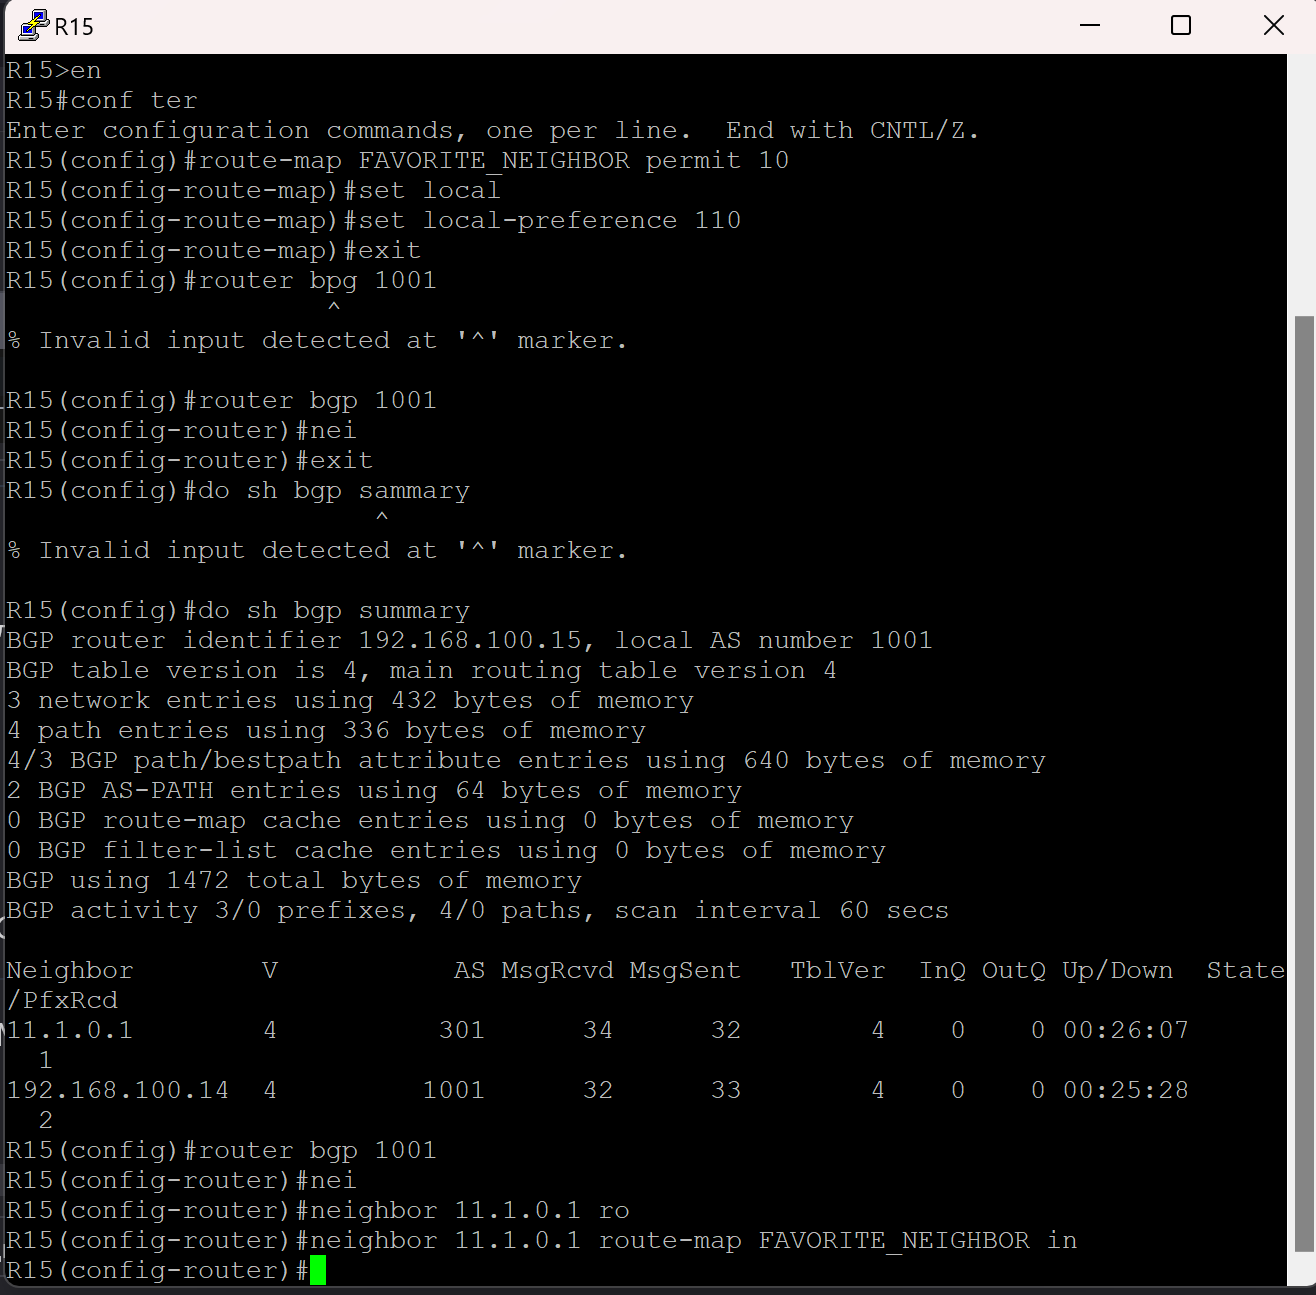 R15
R15>en
R15#conf ter
Enter configuration commands, one per line.  End with CNTL/Z.
R15(config)#route-map FAVORITE_NEIGHBOR permit 10
R15(config-route-map)#set local
R15(config-route-map)#set local-preference 110
R15(config-route-map)#exit
R15(config)#router bpg 1001
                    ^
% Invalid input detected at '^' marker.
R15(config)#router bgp 1001
R15(config-router)#nei
R15(config-router)#exit
R15(config)#do sh bgp sammary
                       ^
% Invalid input detected at '^' marker.
R15(config)#do sh bgp summary
BGP router identifier 192.168.100.15, local AS number 1001
BGP table version is 4, main routing table version 4
3 network entries using 432 bytes of memory
4 path entries using 336 bytes of memory
4/3 BGP path/bestpath attribute entries using 640 bytes of memory
2 BGP AS-PATH entries using 64 bytes of memory
0 BGP route-map cache entries using 0 bytes of memory
0 BGP filter-list cache entries using 0 bytes of memory
BGP using 1472 total bytes of memory
BGP activity 3/0 prefixes, 4/0 paths, scan interval 60 secs
Neighbor        V           AS MsgRcvd MsgSent   TblVer  InQ OutQ Up/Down  State
/PfxRcd
11.1.0.1        4          301      34      32        4    0    0 00:26:07
  1
192.168.100.14  4         1001      32      33        4    0    0 00:25:28
  2
R15(config)#router bgp 1001
R15(config-router)#nei
R15(config-router)#neighbor 11.1.0.1 ro
R15(config-router)#neighbor 11.1.0.1 route-map FAVORITE_NEIGHBOR in
R15(config-router)#